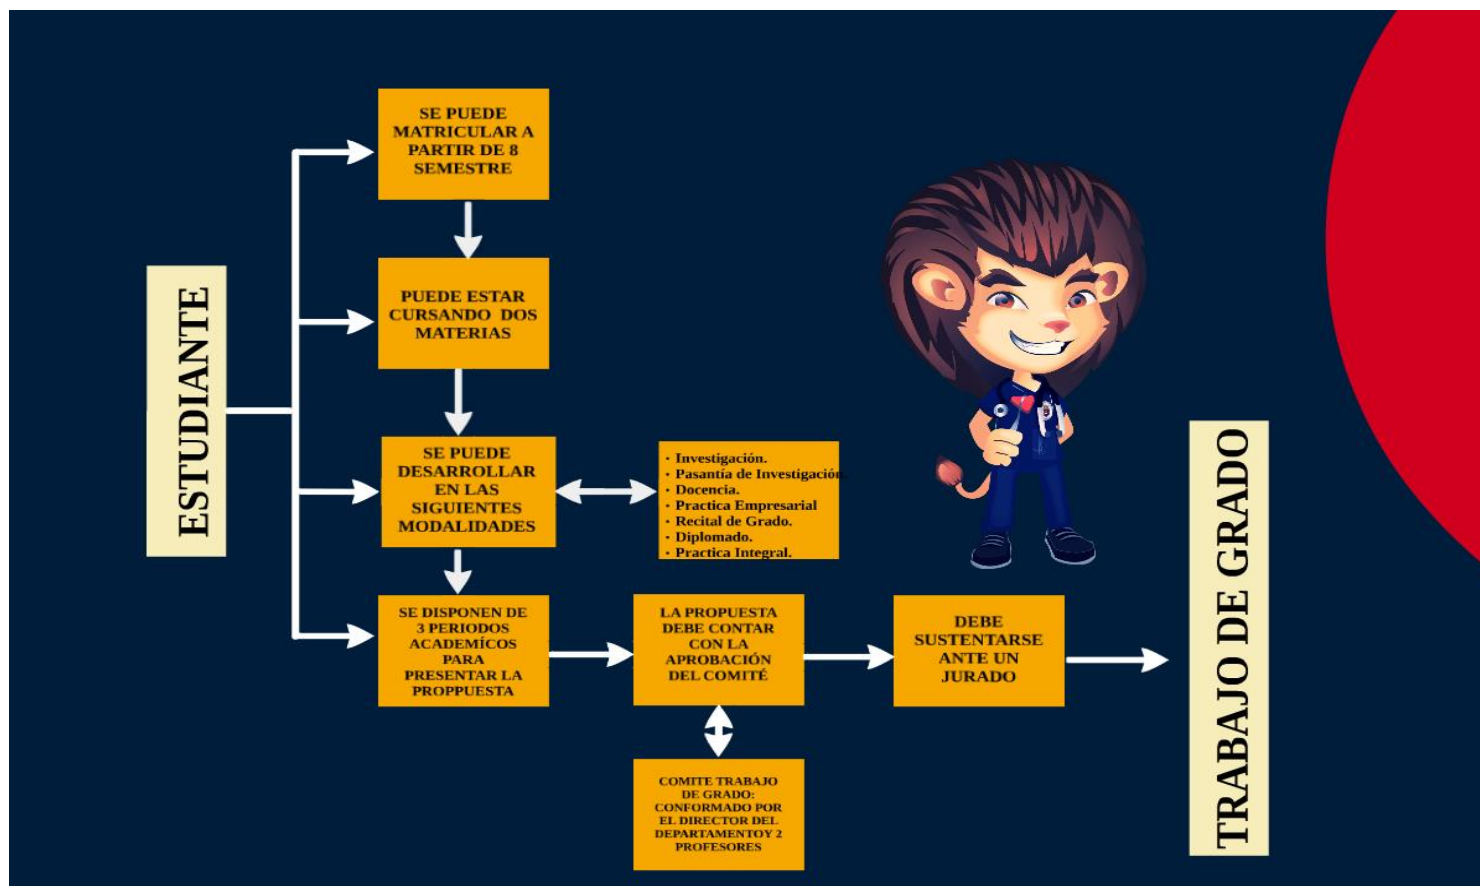 ESTUDIANTE
SE PUEDE
MATRICULAR A
PARTIR DE 8
SEMESTRE
PUEDE ESTAR
CURSANDO DOS
MATERIAS
SE PUEDE
DESARROLLAR
EN LAS
SIGUIENTES
MODALIDADES
• Investigación.
• Pasantía de Investigación.
• Docencia.
• Practica Empresarial
• Recital de Grado.
• Diplomado.
• Practica Integral.
SE DISPONEN DE
3 PERIODOS
ACADEMÍCOS
PARA
PRESENTAR LA
PROPPUESTA
LA PROPUESTA
DEBE CONTAR
CON LA
APROBACIÓN
DEL COMITÉ
COMITE TRABAJO
DE GRADO:
CONFORMADO POR
EL DIRECTOR DEL
DEPARTAMENTOY 2
PROFESORES
DEBE
SUSTENTARSE
ANTE UN
JURADO
TRABAJO DE GRADO